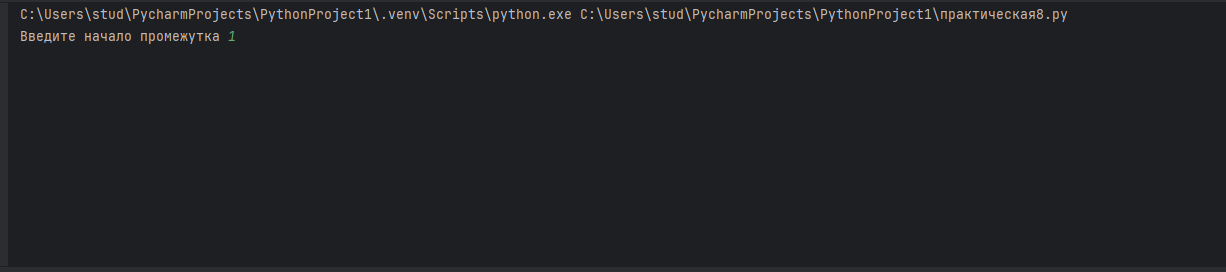 C:\Users\stud\PycharmProjects\PythonProject1\.venv\Scripts\python.exe C:\Users\stud\PycharmProjects\PythonProject1\практическая8.py
Введите начало промежутка 1